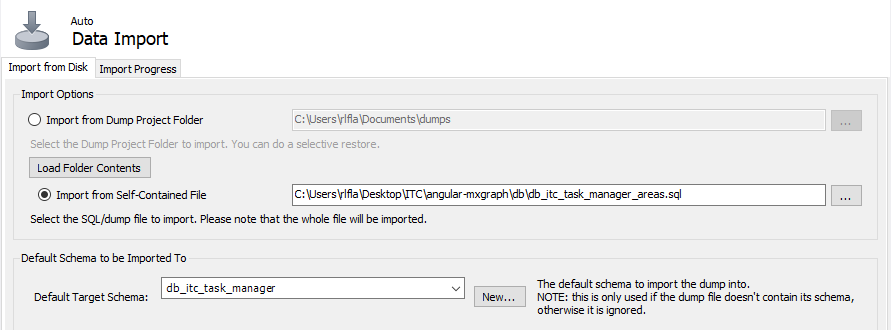 Auto
Data Import
Import from Disk Import Progress
Import Options
Import from Dump Project Folder C:\Users\rlfla\Documents\dumps ...
Select the Dump Project Folder to import. You can do a selective restore.
Load Folder Contents
Import from Self-Contained File C:\Users\rlfla\Desktop\ITC\angular-mxgraph\db\db_itc_task_manager_areas.sql ...
Select the SQL/dump file to import. Please note that the whole file will be imported.
Default Schema to be Imported To
Default Target Schema: db_itc_task_manager New... The default schema to import the dump into.
NOTE: this is only used if the dump file doesn't contain its schema,
otherwise it is ignored.